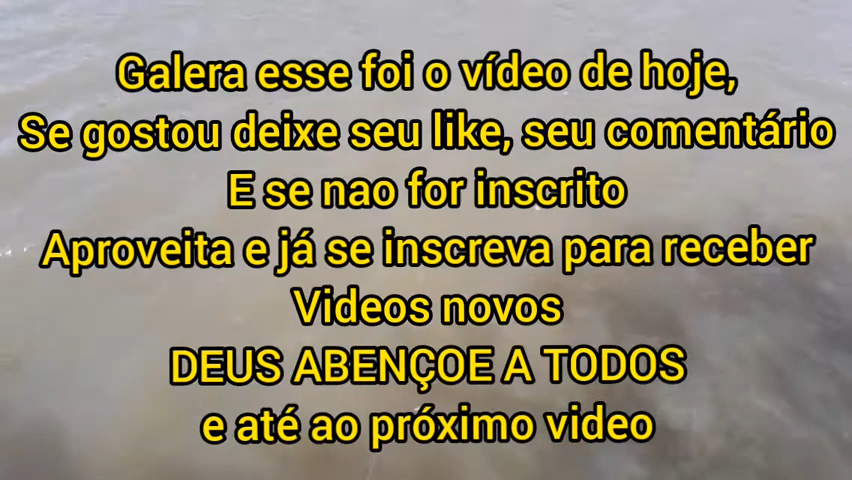 Galera esse foi o vídeo de hoje,
Se gostou deixe seu like, seu comentário
E se nao for inscrito
Aproveita e já se inscreva para receber
Videos novos
DEUS ABENÇOE A TODOS
e até ao próximo video